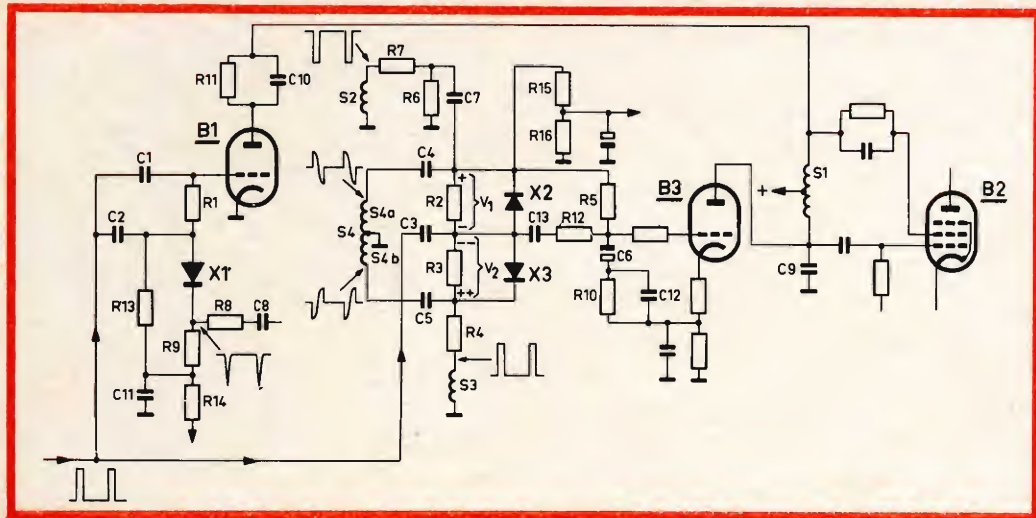 R11
C10
B1
C1
R1
C2
X1
R13
R8
C8
R9
C11
R14
R7
S2
R6
C7
R15
R16
C4
S4a
S4
S4b
C3
C5
+
R2
V1
–
X2
– –
R3
V2
+ +
X3
R4
S3
C13
R12
R5
C6
R10
C12
B3
+
S1
C9
B2